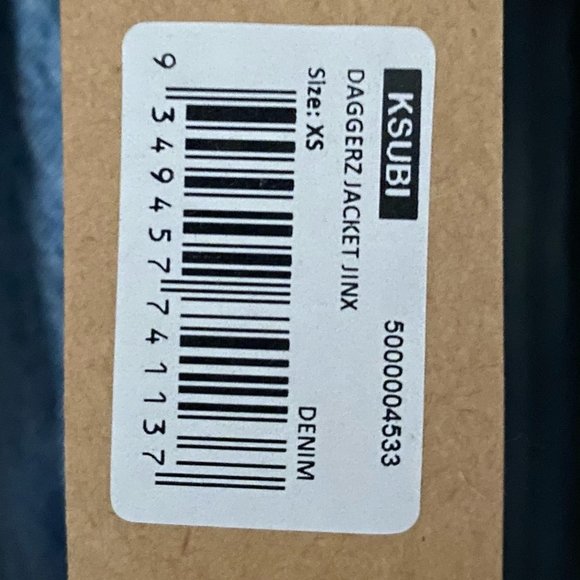 KSUBI 5000004533
DAGGERZ JACKET JINX
Size: XS DENIM
9 349457 741137